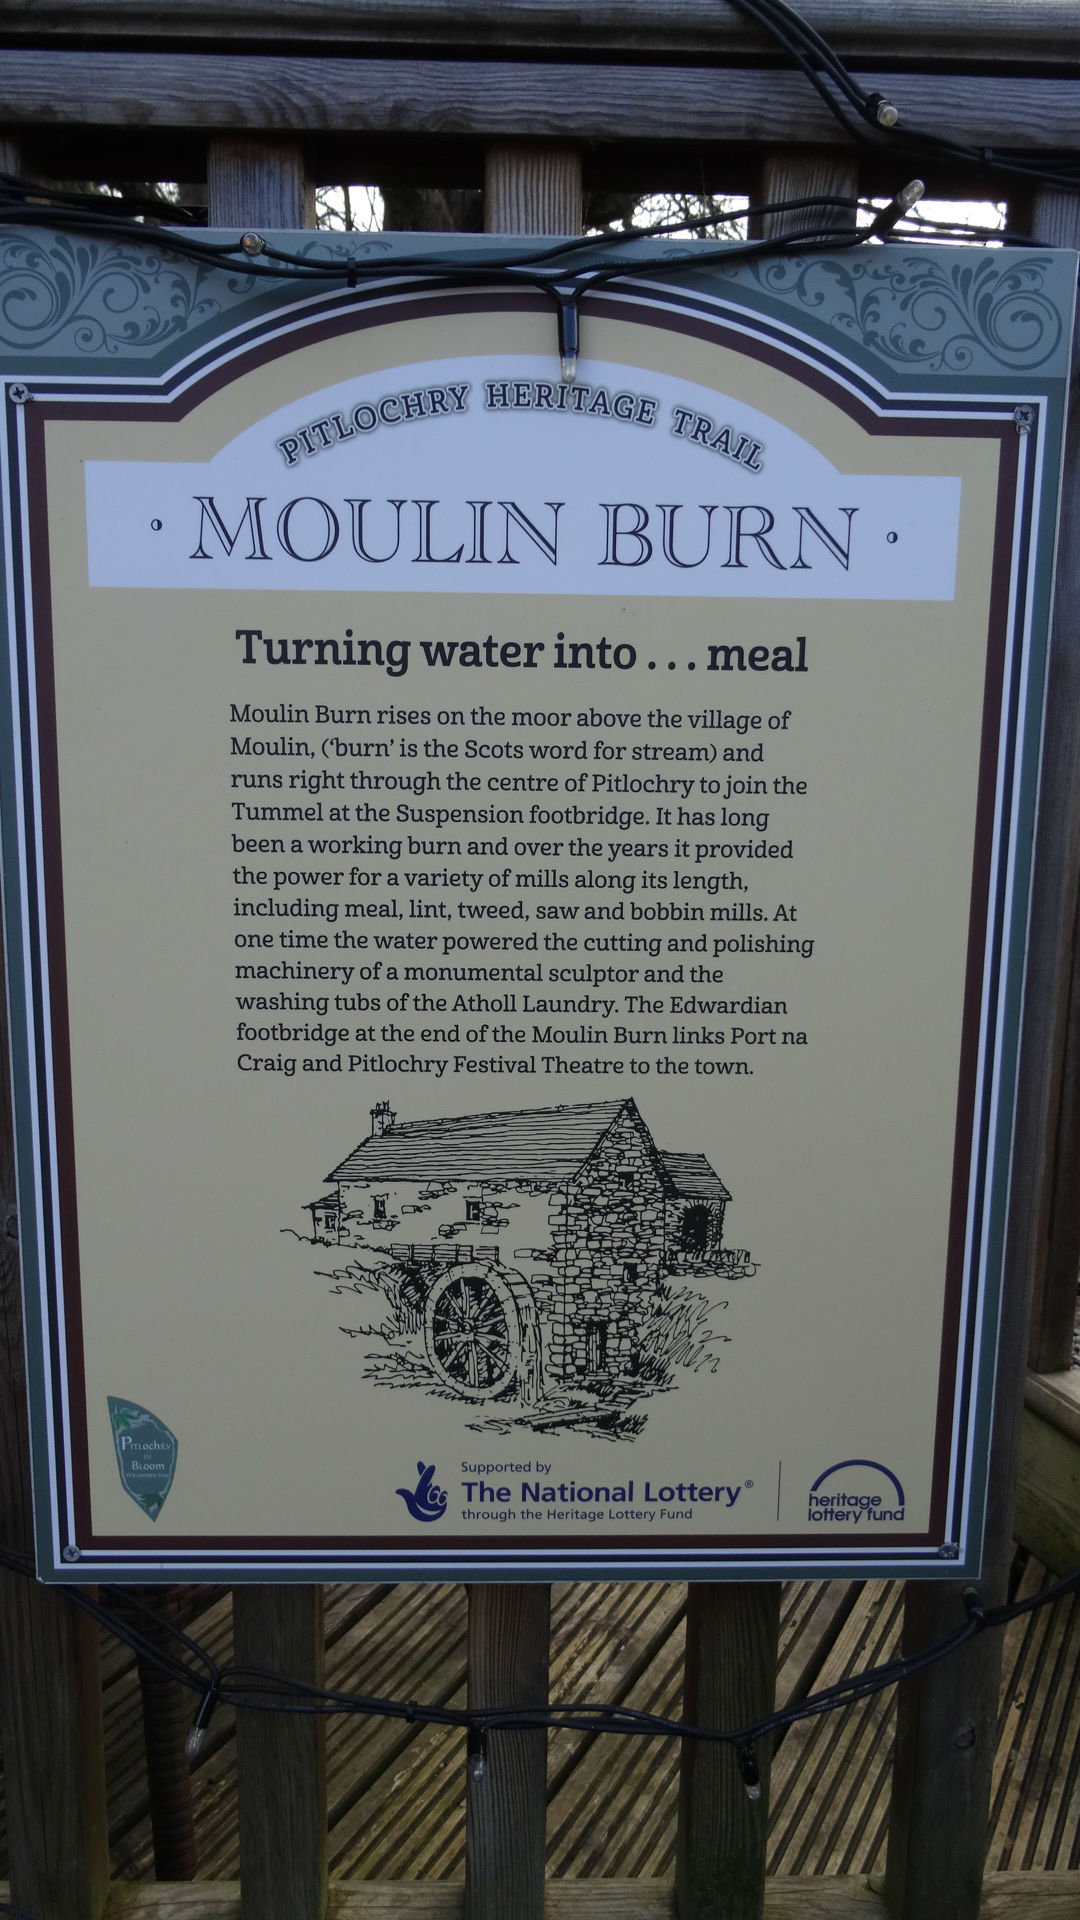 PITLOCHRY HERITAGE TRAIL
· MOULIN BURN ·
Turning water into . . . meal
Moulin Burn rises on the moor above the village of
Moulin, (‘burn’ is the Scots word for stream) and
runs right through the centre of Pitlochry to join the
Tummel at the Suspension footbridge. It has long
been a working burn and over the years it provided
the power for a variety of mills along its length,
including meal, lint, tweed, saw and bobbin mills. At
one time the water powered the cutting and polishing
machinery of a monumental sculptor and the
washing tubs of the Atholl Laundry. The Edwardian
footbridge at the end of the Moulin Burn links Port na
Craig and Pitlochry Festival Theatre to the town.
Pitlochry
in
Bloom
Welcomes You
Supported by
The National Lottery®
through the Heritage Lottery Fund
heritage
lottery fund